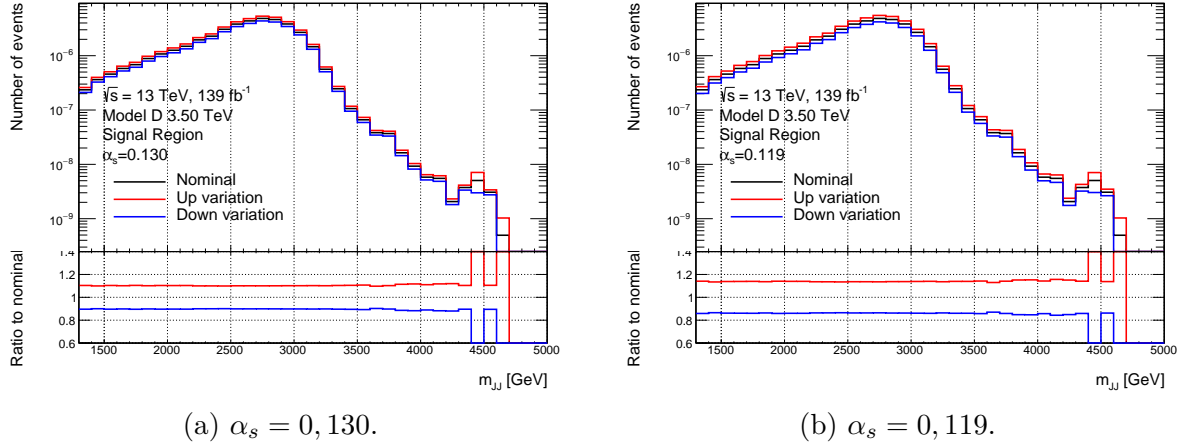 Number of events
10⁻⁶
10⁻⁷
10⁻⁸
10⁻⁹
√s = 13 TeV, 139 fb⁻¹
Model D 3.50 TeV
Signal Region
αₛ=0.130
Nominal
Up variation
Down variation
Ratio to nominal
1.4
1.2
1
0.8
0.6
1500 2000 2500 3000 3500 4000 4500 5000
m_JJ [GeV]
(a) αₛ = 0, 130.
Number of events
10⁻⁶
10⁻⁷
10⁻⁸
10⁻⁹
√s = 13 TeV, 139 fb⁻¹
Model D 3.50 TeV
Signal Region
αₛ=0.119
Nominal
Up variation
Down variation
Ratio to nominal
1.4
1.2
1
0.8
0.6
1500 2000 2500 3000 3500 4000 4500 5000
m_JJ [GeV]
(b) αₛ = 0, 119.